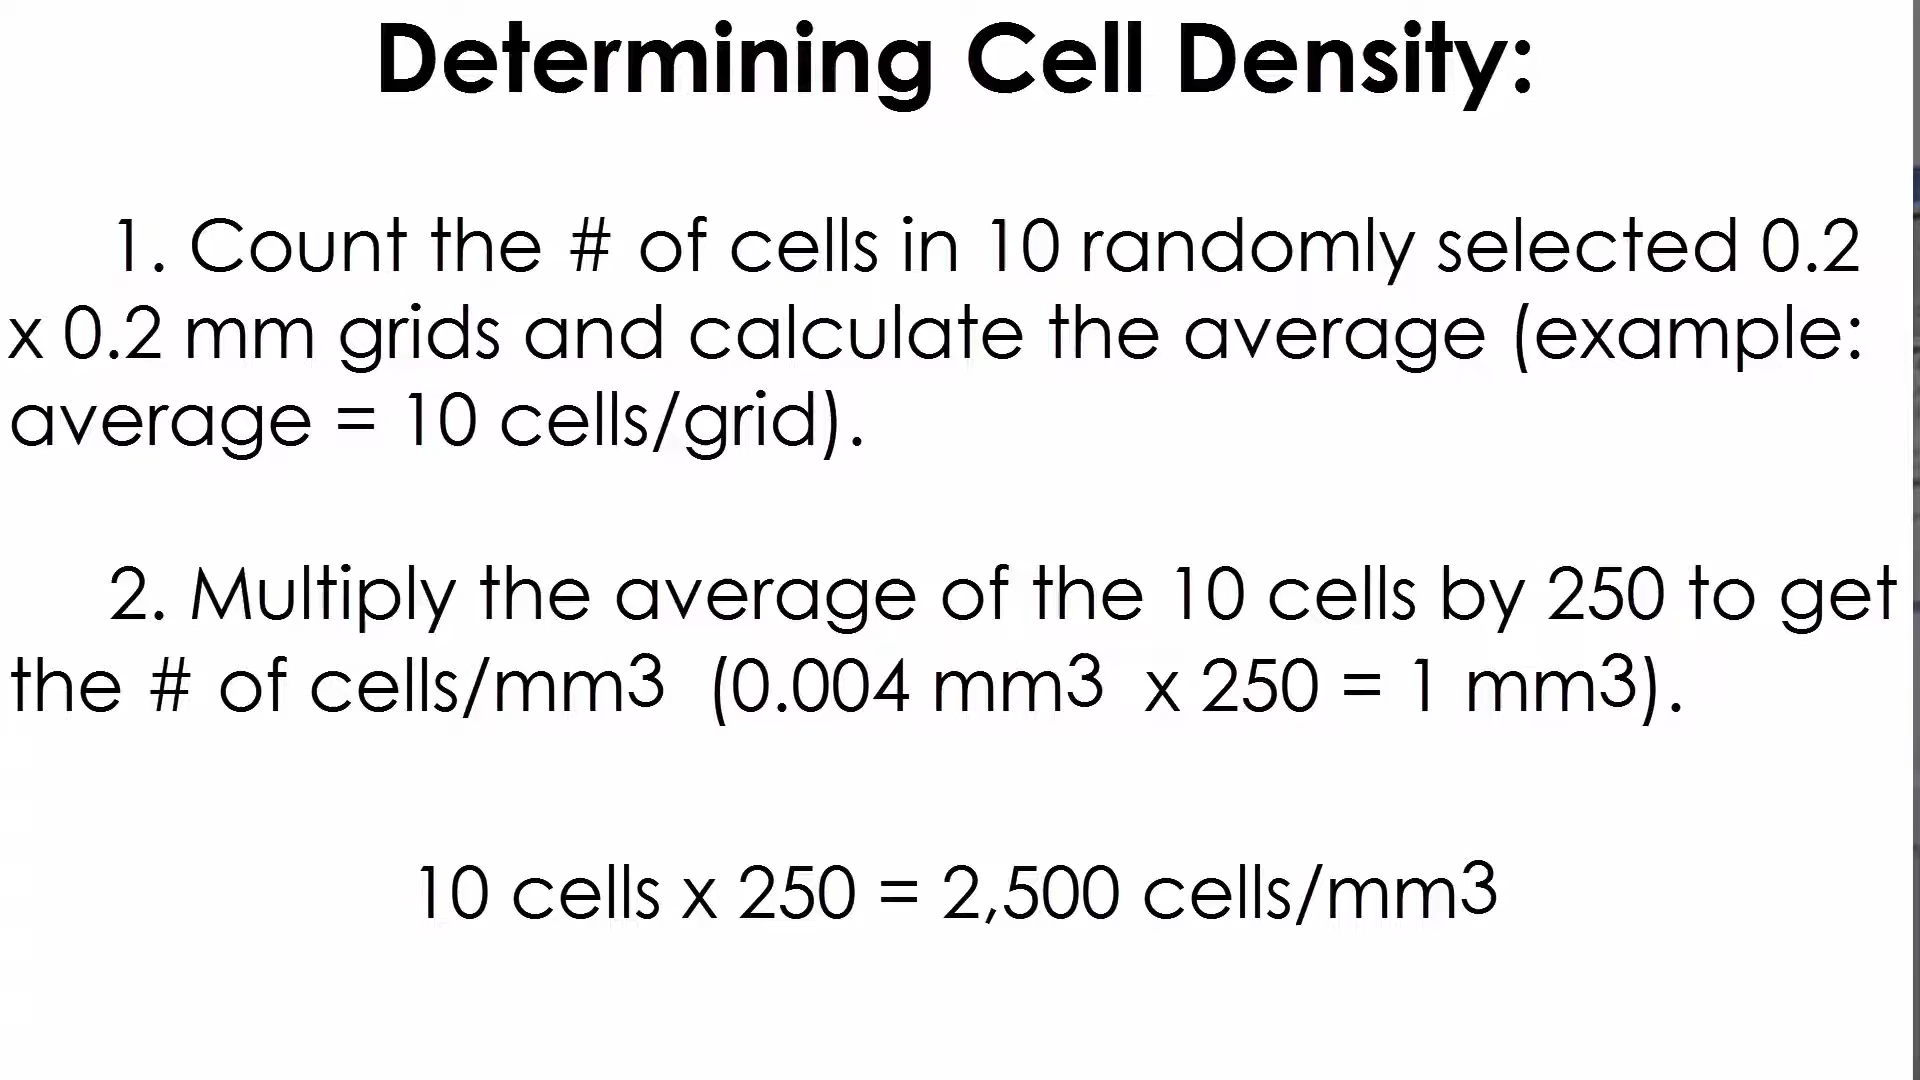 Determining Cell Density:
1. Count the # of cells in 10 randomly selected 0.2
x 0.2 mm grids and calculate the average (example:
average = 10 cells/grid).
2. Multiply the average of the 10 cells by 250 to get
the # of cells/mm3 (0.004 mm3 x 250 = 1 mm3).
10 cells x 250 = 2,500 cells/mm3